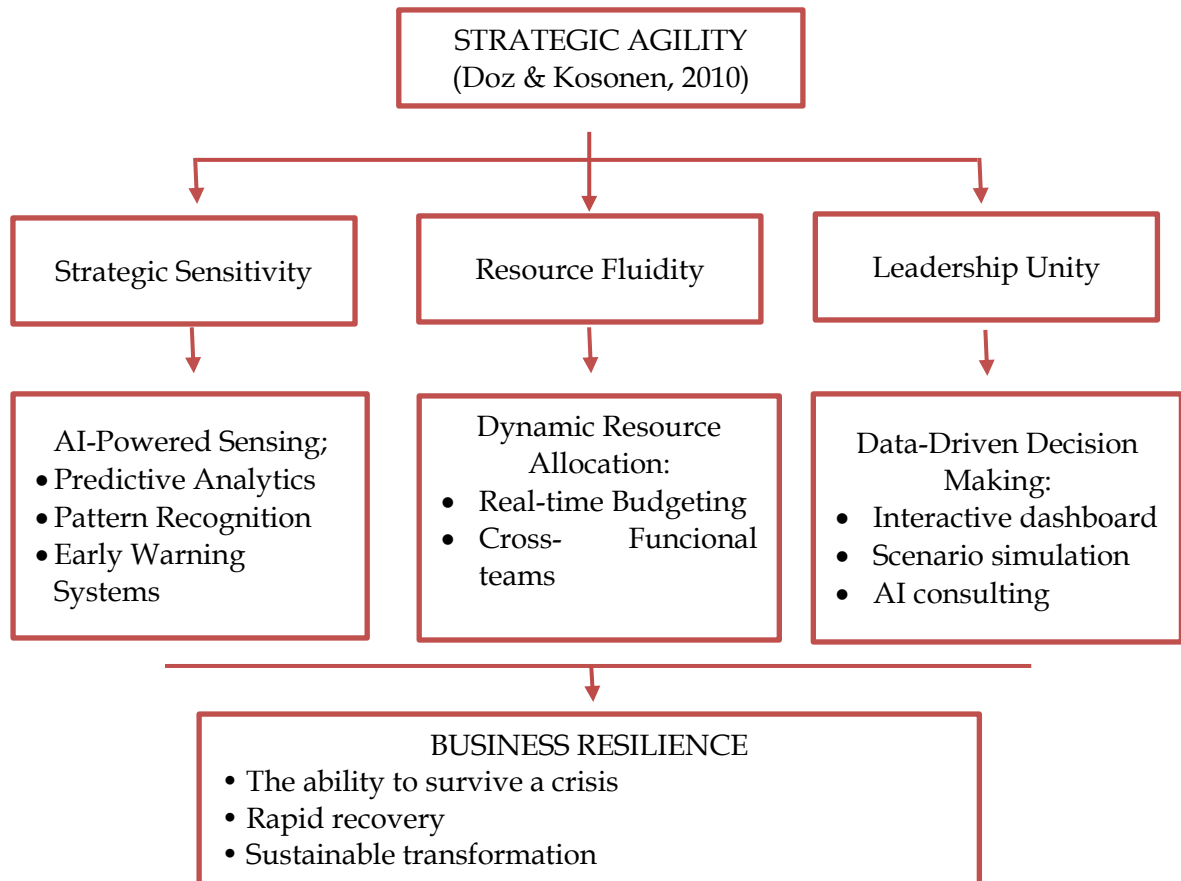 STRATEGIC AGILITY
(Doz & Kosonen, 2010)
Strategic Sensitivity
Resource Fluidity
Leadership Unity
AI-Powered Sensing;
• Predictive Analytics
• Pattern Recognition
• Early Warning
Systems
Dynamic Resource
Allocation:
• Real-time Budgeting
• Cross- Funcional
teams
Data-Driven Decision
Making:
• Interactive dashboard
• Scenario simulation
• AI consulting
BUSINESS RESILIENCE
• The ability to survive a crisis
• Rapid recovery
• Sustainable transformation